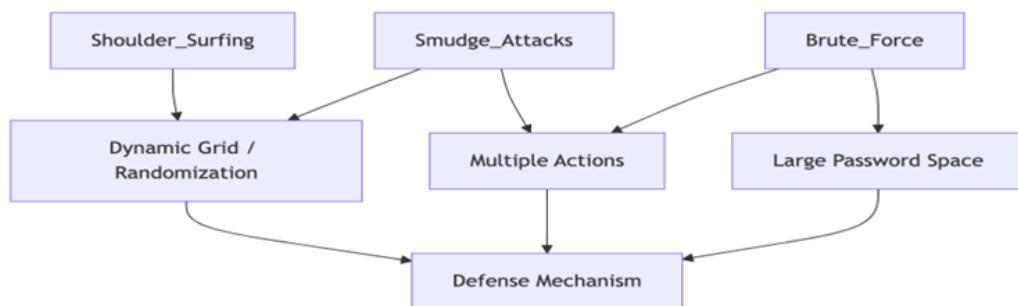 Shoulder_Surfing
Smudge_Attacks
Brute_Force
Dynamic Grid /
Randomization
Multiple Actions
Large Password Space
Defense Mechanism